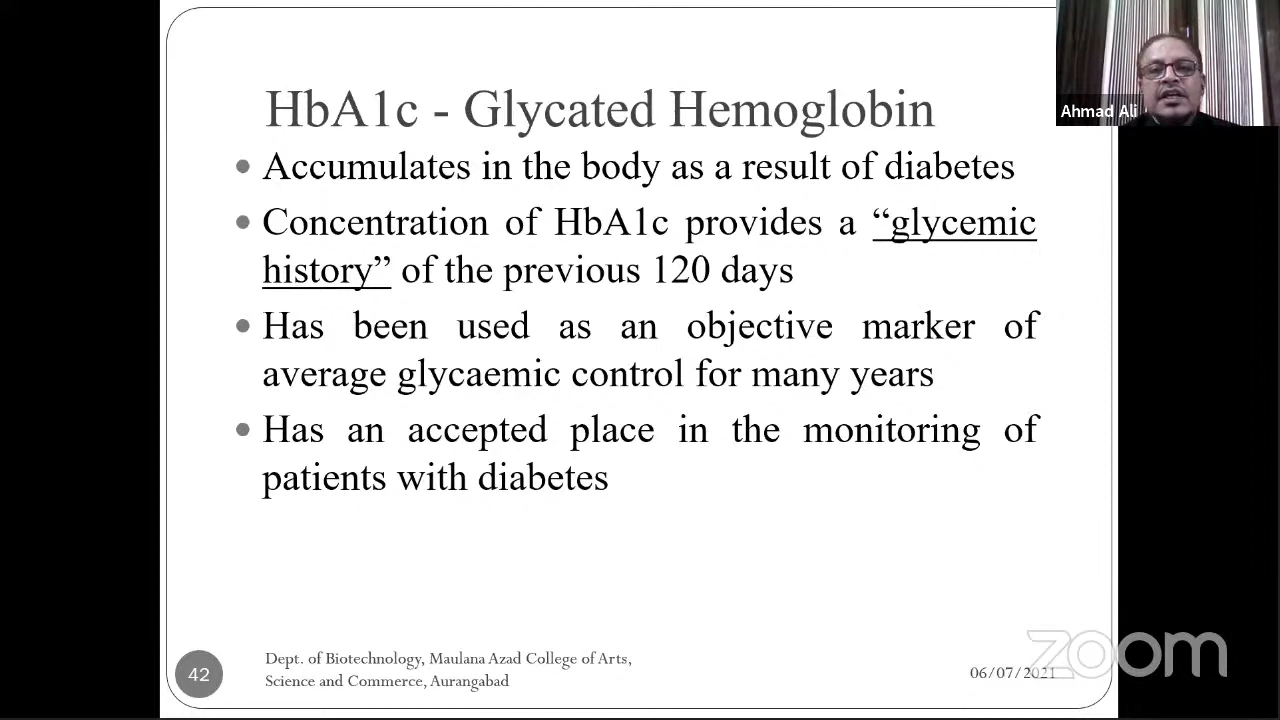 HbA1c - Glycated Hemoglobin
Accumulates in the body as a result of diabetes
Concentration of HbA1c provides a “glycemic
history” of the previous 120 days
Has been used as an objective marker of
average glycaemic control for many years
Has an accepted place in the monitoring of
patients with diabetes
Ahmad Ali
42
Dept. of Biotechnology, Maulana Azad College of Arts,
Science and Commerce, Aurangabad
06/07/2021
zoom